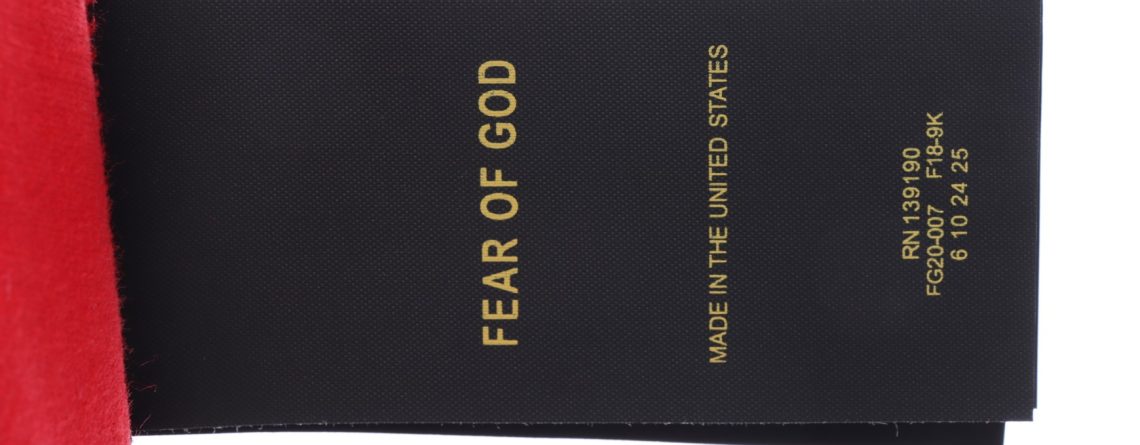 FEAR OF GOD
MADE IN THE UNITED STATES
RN 139190
FG20-007 F18-9K
6 10 24 25